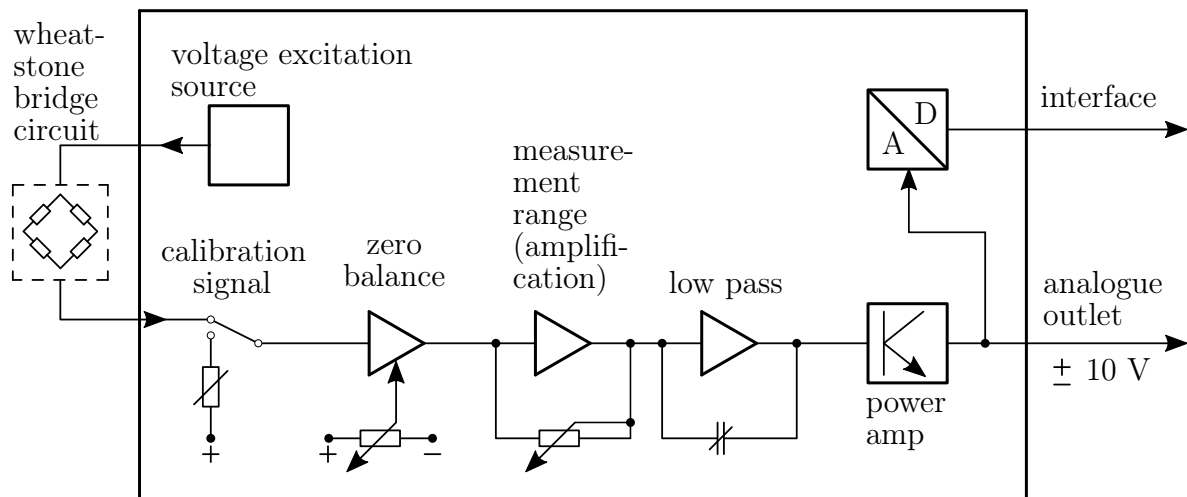 wheat-
stone
bridge
circuit
voltage excitation
source
measure-
ment
range
(amplifi-
cation)
D
A
interface
calibration
signal
zero
balance
low pass
analogue
outlet
± 10 V
power
amp
+
+
−